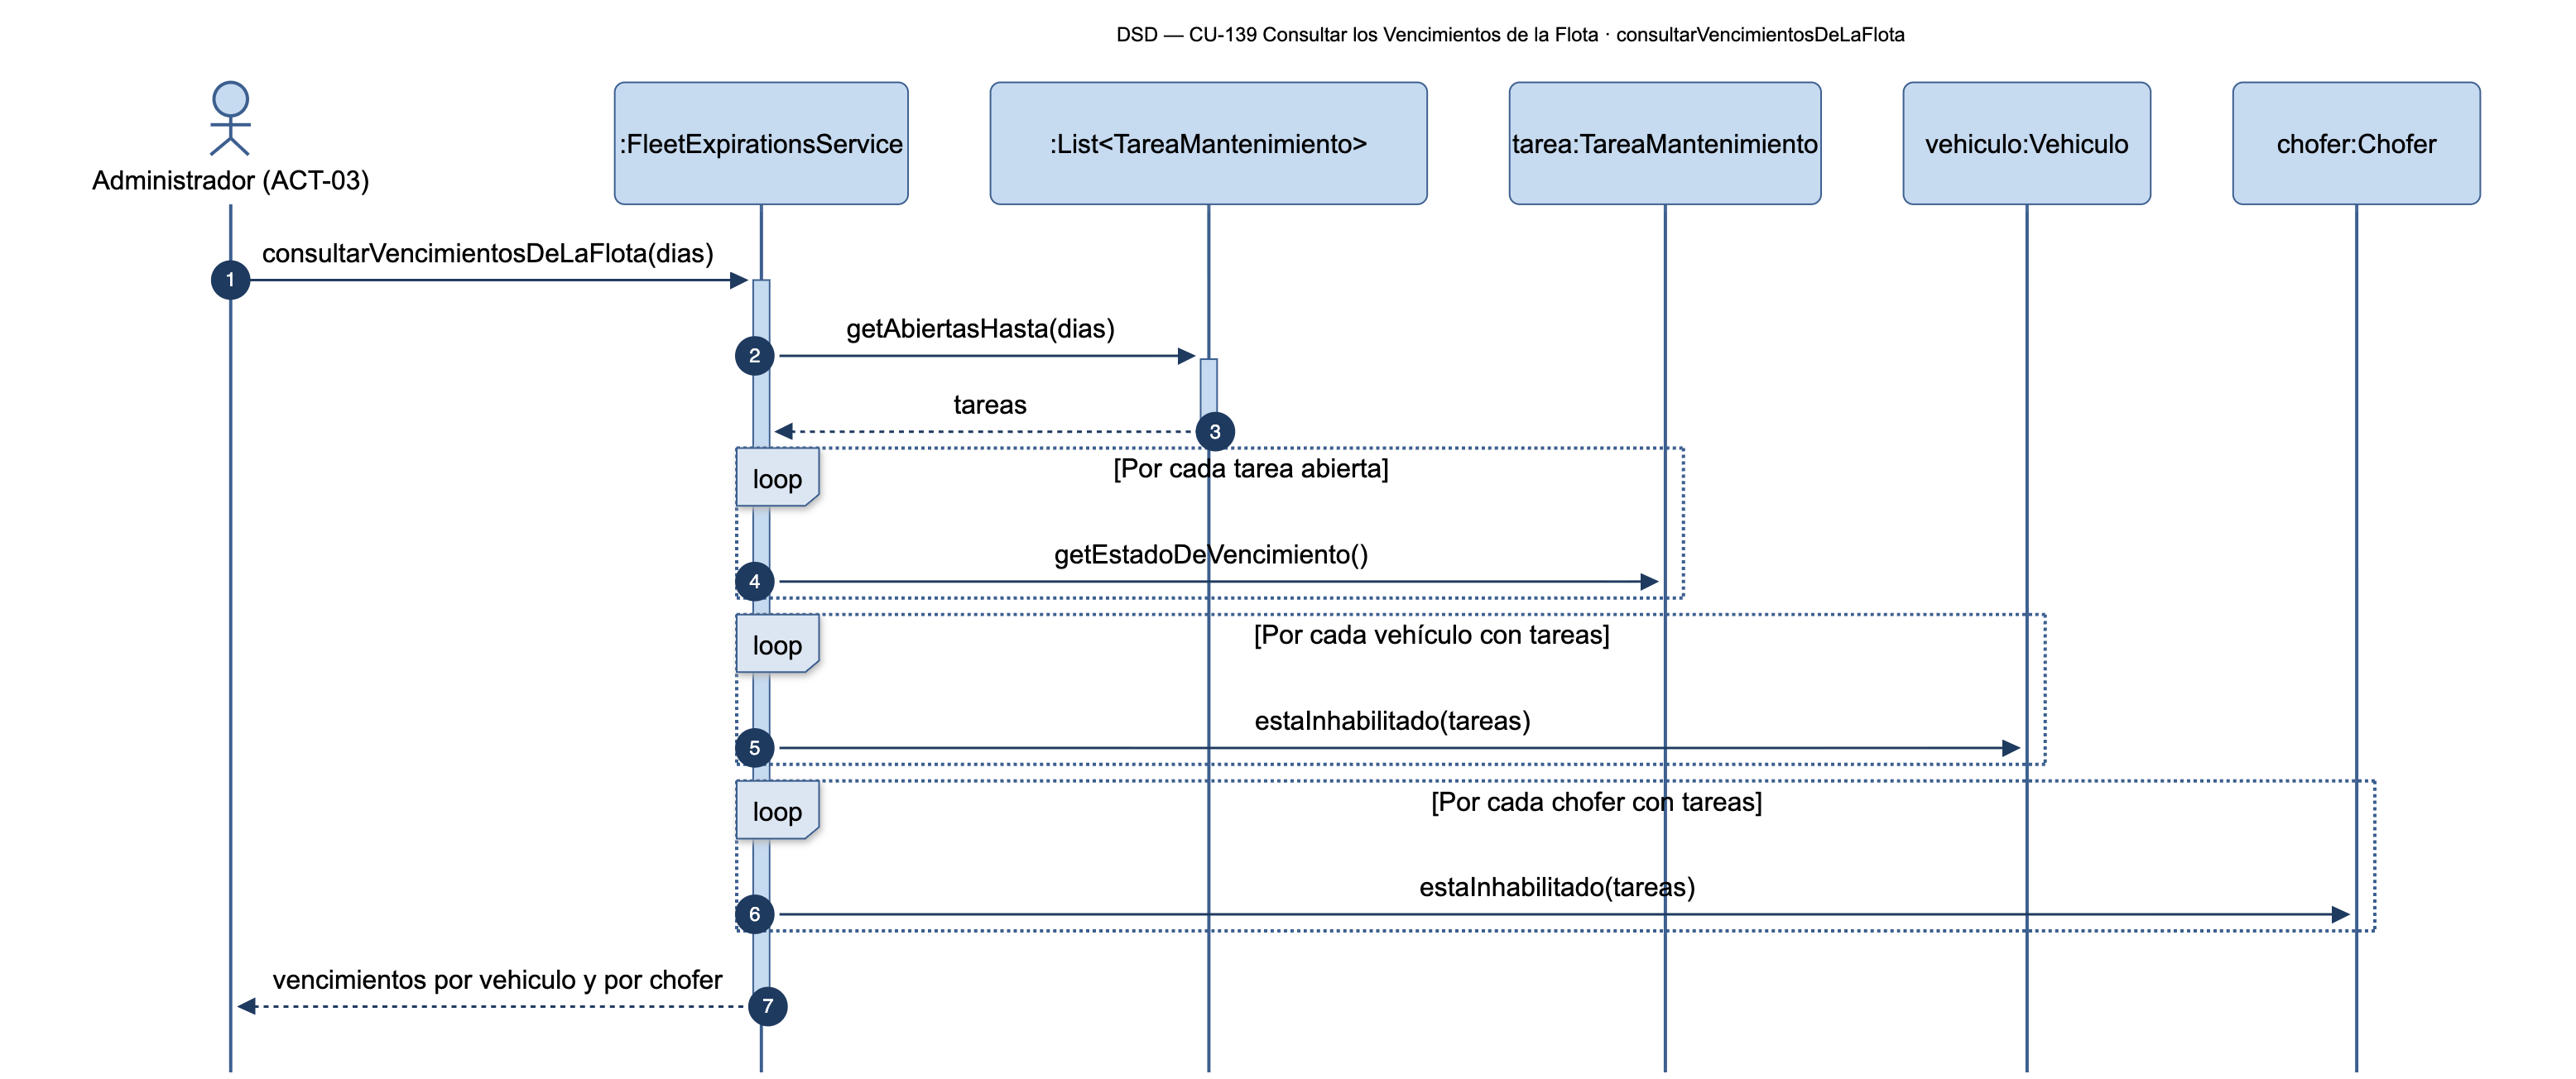 DSD — CU-139 Consultar los Vencimientos de la Flota · consultarVencimientosDeLaFlota
Administrador (ACT-03)
:FleetExpirationsService
:List<TareaMantenimiento>
tarea:TareaMantenimiento
vehiculo:Vehiculo
chofer:Chofer
consultarVencimientosDeLaFlota(dias)
1
getAbiertasHasta(dias)
2
tareas
3
loop
[Por cada tarea abierta]
getEstadoDeVencimiento()
4
loop
[Por cada vehículo con tareas]
estaInhabilitado(tareas)
5
loop
[Por cada chofer con tareas]
estaInhabilitado(tareas)
6
vencimientos por vehiculo y por chofer
7